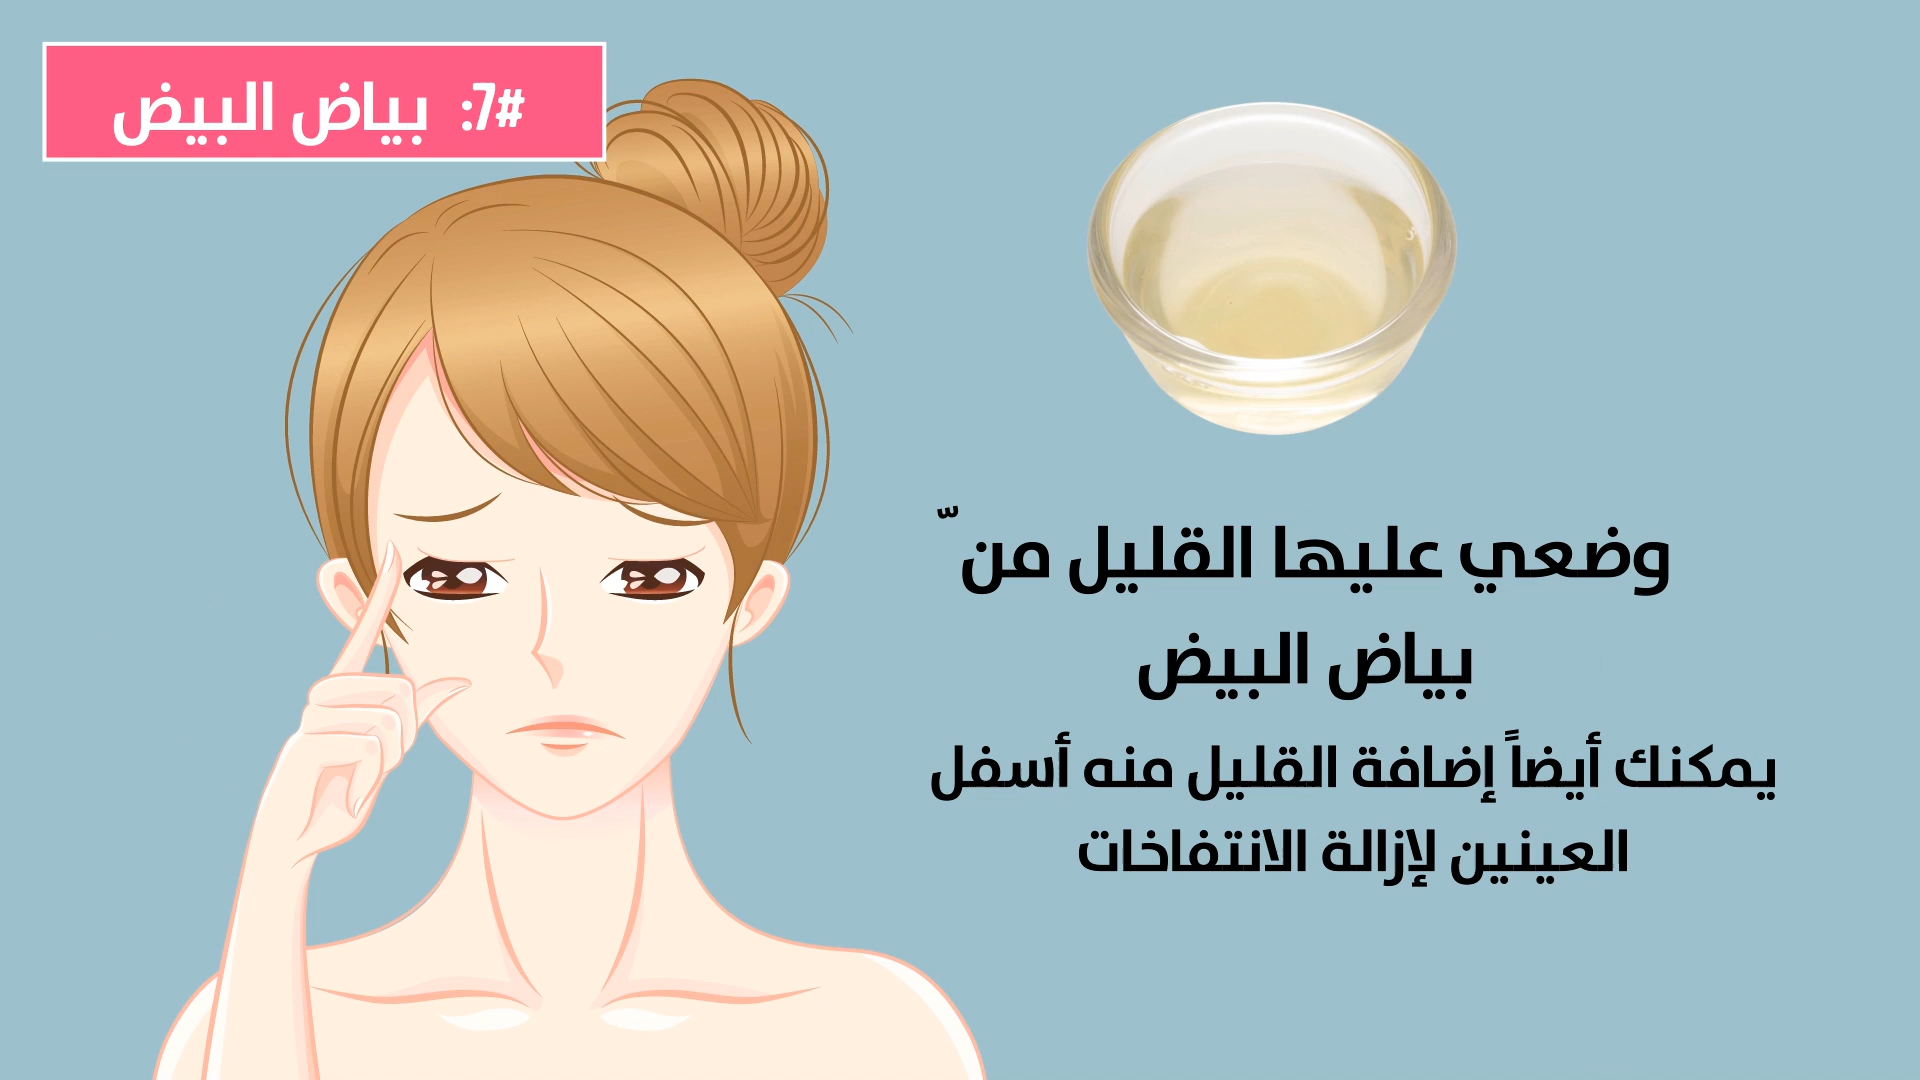 #7: بياض البيض
وضعي عليها القليل من ّ
بياض البيض
يمكنك أيضاً إضافة القليل منه أسفل
العينين لإزالة الانتفاخات